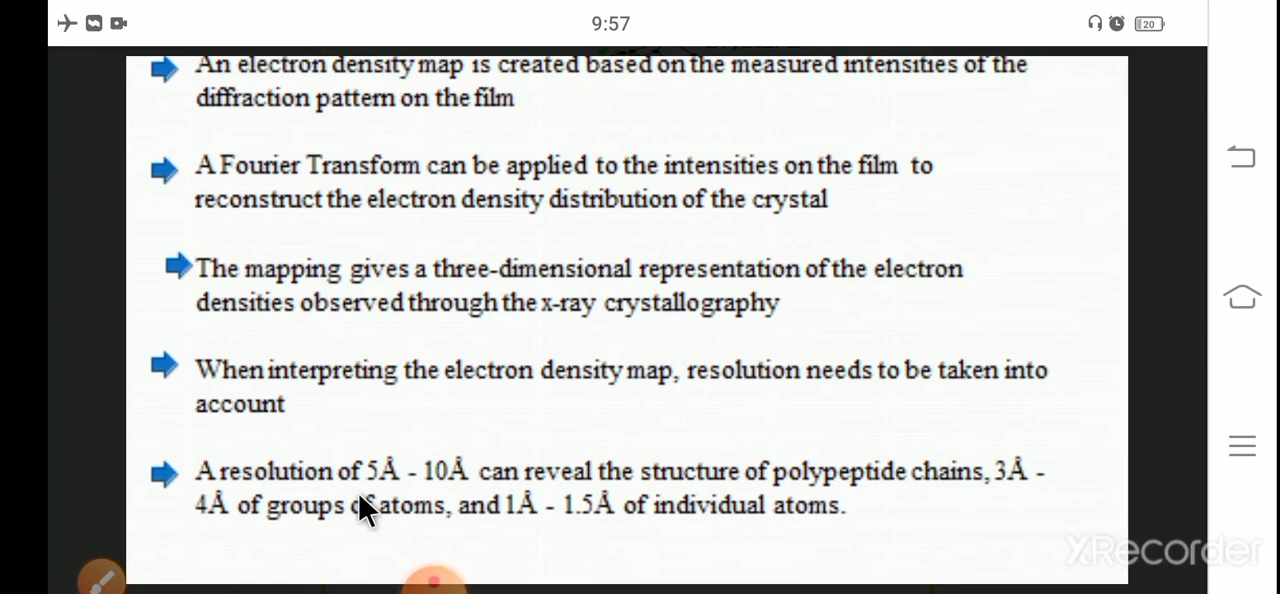 9:57
20
An electron density map is created based on the measured intensities of the
diffraction pattern on the film
A Fourier Transform can be applied to the intensities on the film to
reconstruct the electron density distribution of the crystal
The mapping gives a three-dimensional representation of the electron
densities observed through the x-ray crystallography
When interpreting the electron density map, resolution needs to be taken into
account
A resolution of 5Å - 10Å can reveal the structure of polypeptide chains, 3Å -
4Å of groups of atoms, and 1Å - 1.5Å of individual atoms.
XRecorder